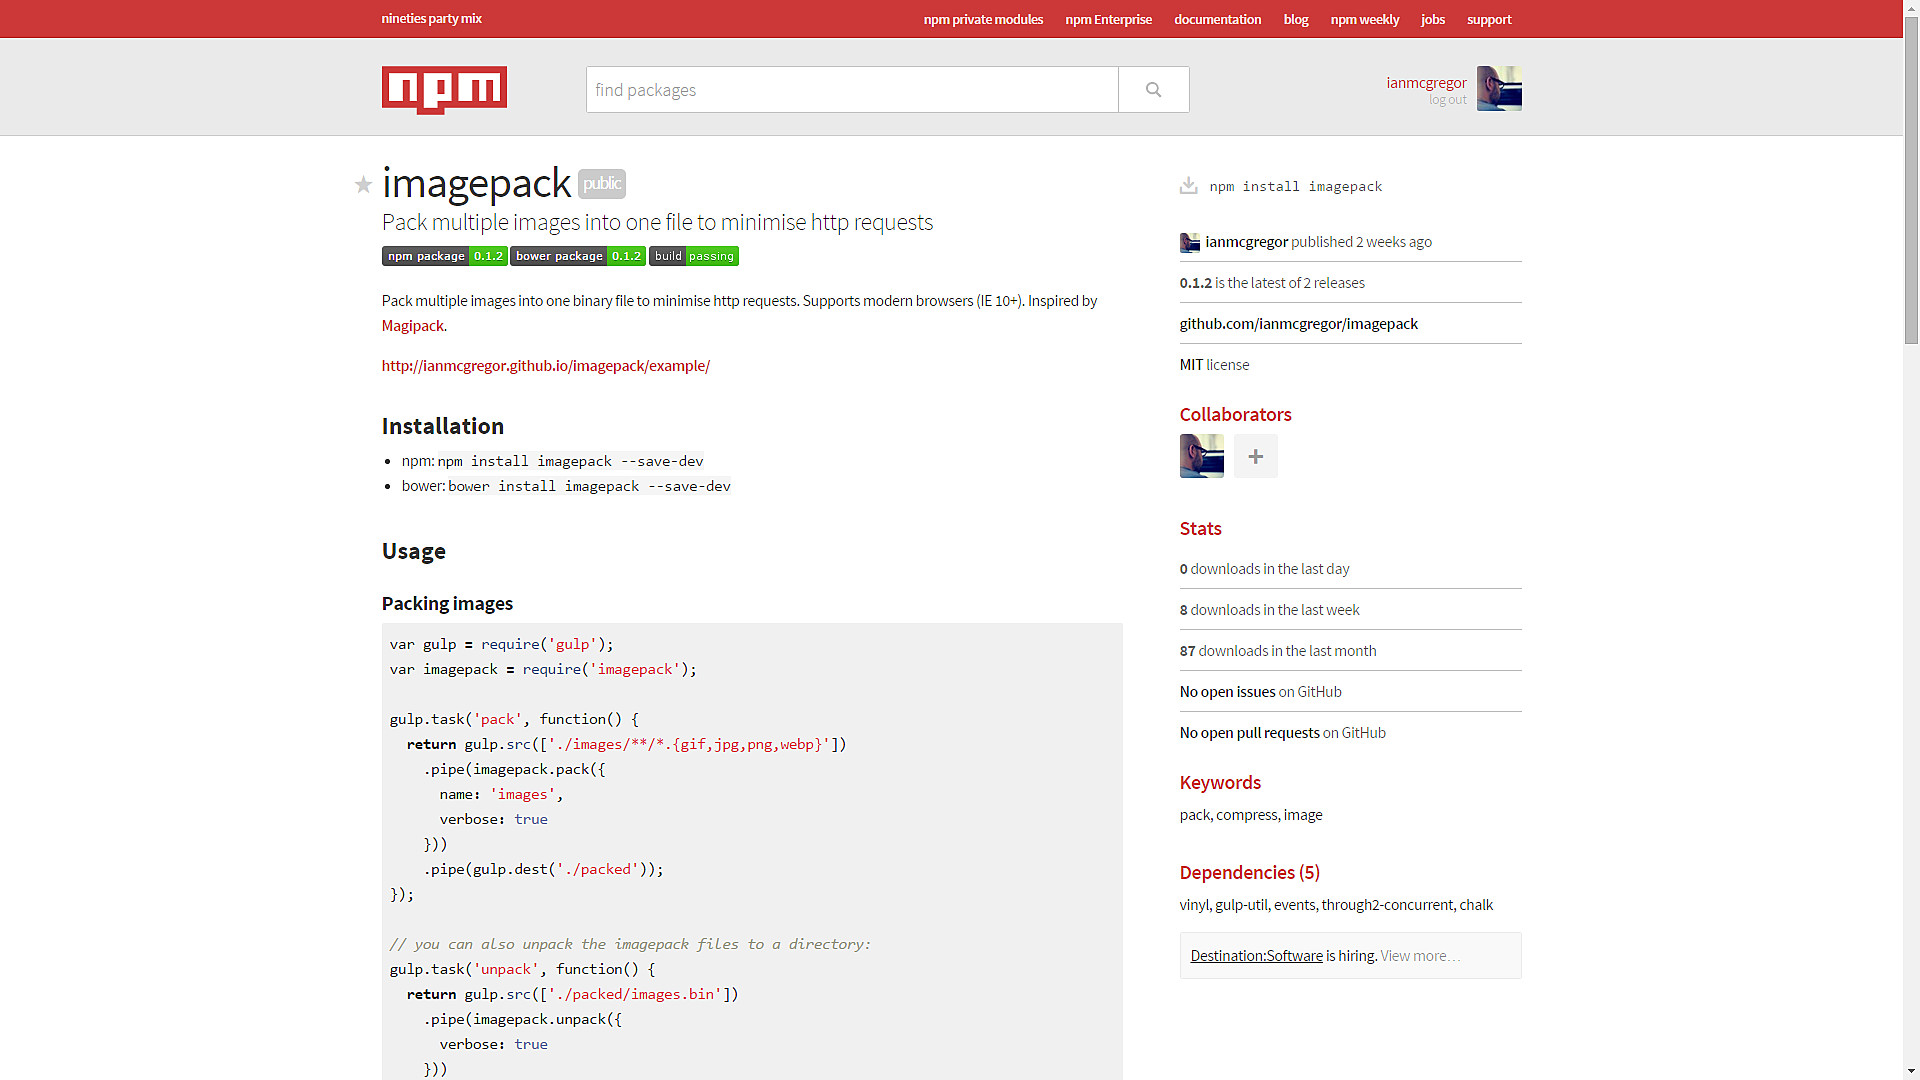 nineties party mix
npm private modules npm Enterprise documentation blog npm weekly jobs support
npm
find packages
ianmcgregor
log out
imagepack public
Pack multiple images into one file to minimise http requests
npm package 0.1.2 bower package 0.1.2 build passing
Pack multiple images into one binary file to minimise http requests. Supports modern browsers (IE 10+). Inspired by
Magipack.
http://ianmcgregor.github.io/imagepack/example/
Installation
• npm: npm install imagepack --save-dev
• bower: bower install imagepack --save-dev
Usage
Packing images
var gulp = require('gulp');
var imagepack = require('imagepack');
gulp.task('pack', function() {
  return gulp.src(['./images/**/*.{gif,jpg,png,webp}'])
    .pipe(imagepack.pack({
      name: 'images',
      verbose: true
    }))
    .pipe(gulp.dest('./packed'));
});
// you can also unpack the imagepack files to a directory:
gulp.task('unpack', function() {
  return gulp.src(['./packed/images.bin'])
    .pipe(imagepack.unpack({
      verbose: true
    }))
npm install imagepack
ianmcgregor published 2 weeks ago
0.1.2 is the latest of 2 releases
github.com/ianmcgregor/imagepack
MIT license
Collaborators
+
Stats
0 downloads in the last day
8 downloads in the last week
87 downloads in the last month
No open issues on GitHub
No open pull requests on GitHub
Keywords
pack, compress, image
Dependencies (5)
vinyl, gulp-util, events, through2-concurrent, chalk
Destination:Software is hiring. View more…